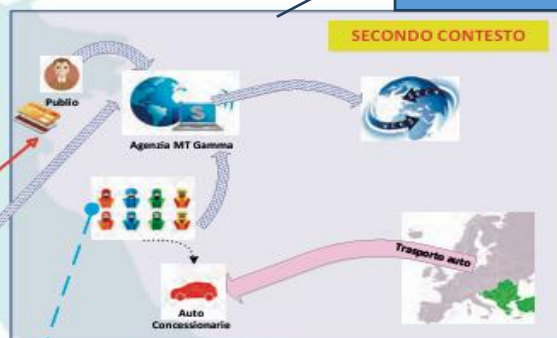 SECONDO CONTESTO
Publio
S
Agenzia MT Gamma
Trasporto auto
Auto
Concessionarie